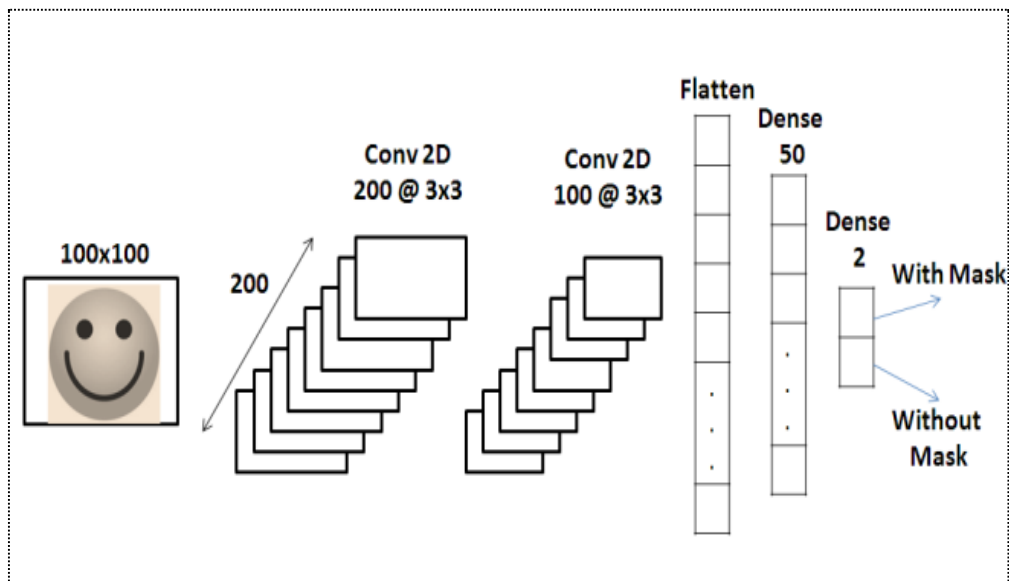 100x100
200
Conv 2D
200 @ 3x3
Conv 2D
100 @ 3x3
Flatten
Dense
50
Dense
2
With Mask
Without
Mask